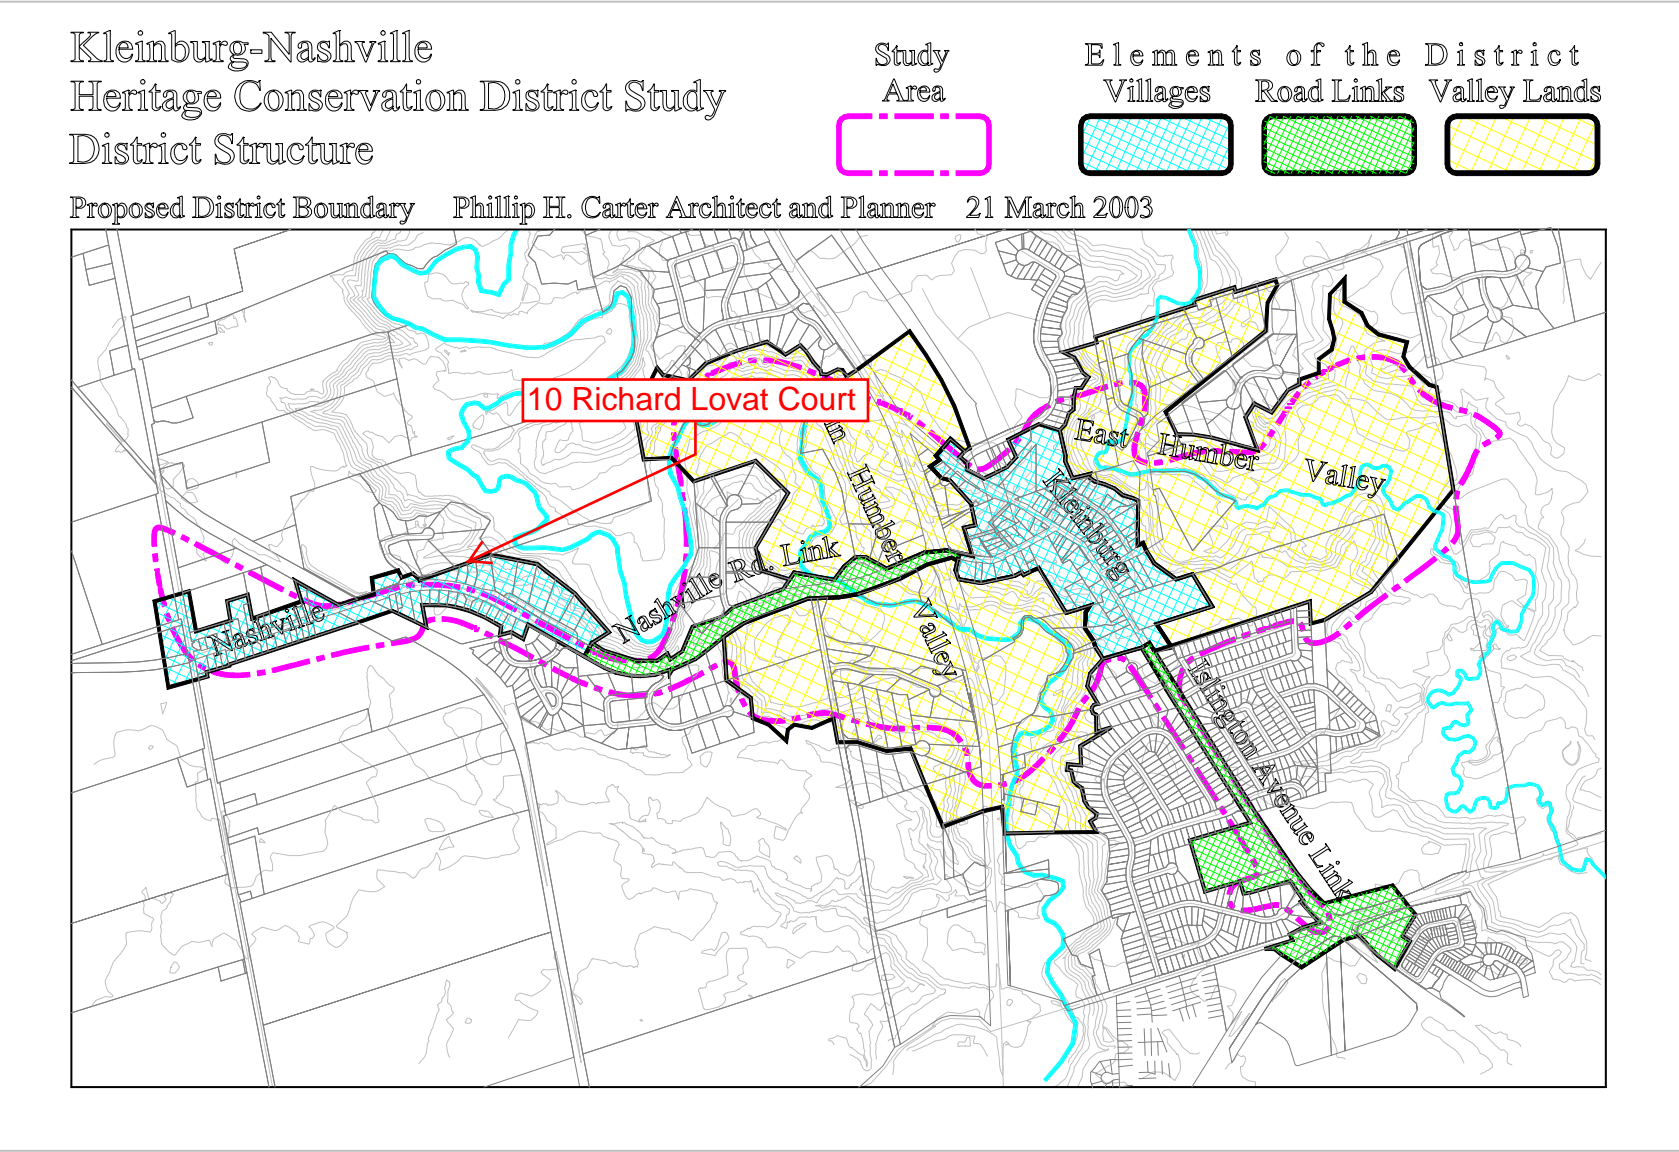 Kleinburg-Nashville
Heritage Conservation District Study
District Structure
Proposed District Boundary Phillip H. Carter Architect and Planner 21 March 2003
Study
Area
Elements of the District
Villages Road Links Valley Lands
10 Richard Lovat Court
East Humber Valley
Humber
Valley
Kleinburg
Nashville Rd. Link
Nashville
Islington Avenue Link